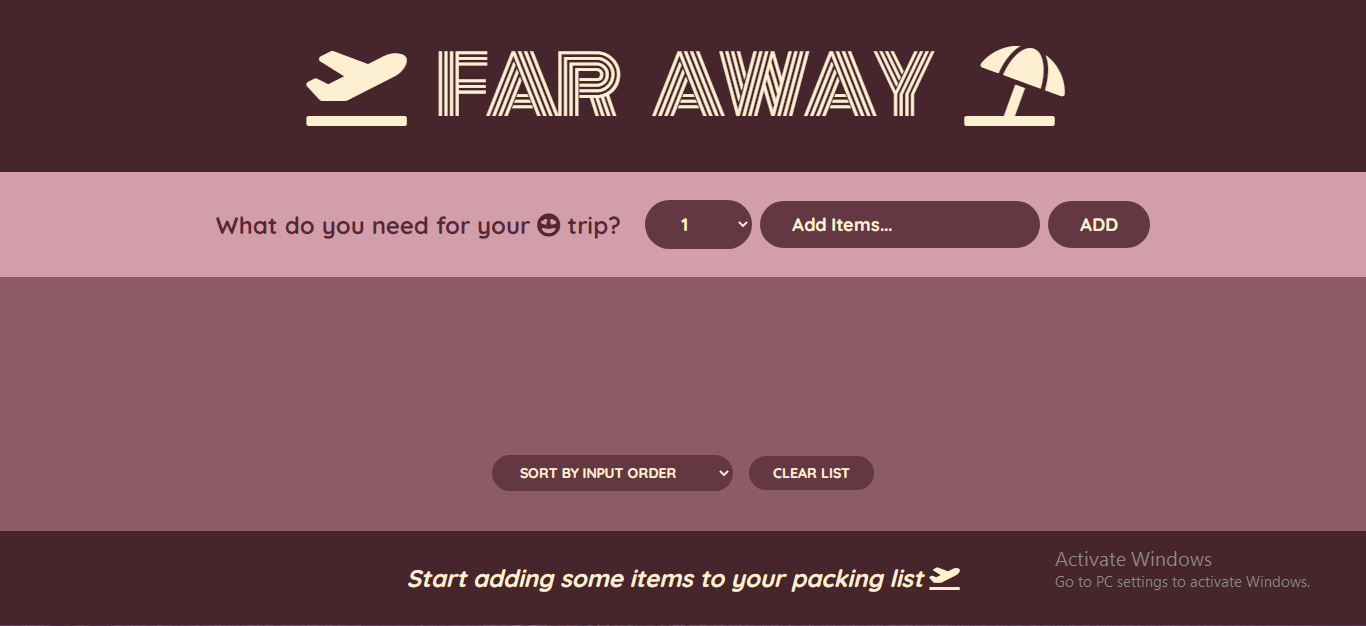 FAR AWAY
What do you need for your 😍 trip?
1
Add Items...
ADD
SORT BY INPUT ORDER
CLEAR LIST
Start adding some items to your packing list
Activate Windows
Go to PC settings to activate Windows.